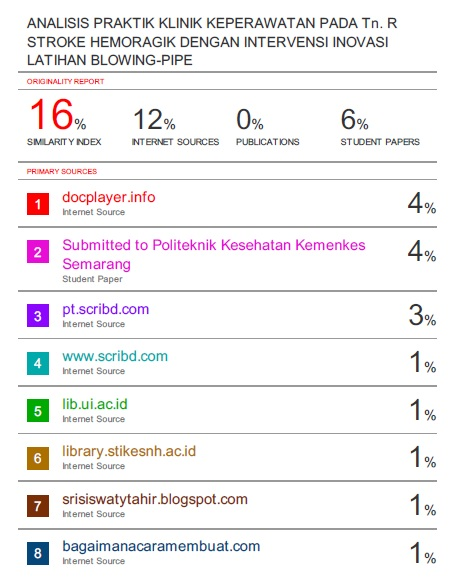 ANALISIS PRAKTIK KLINIK KEPERAWATAN PADA Tn. R
STROKE HEMORAGIK DENGAN INTERVENSI INOVASI
LATIHAN BLOWING-PIPE
ORIGINALITY REPORT
16% 12% 0% 6%
SIMILARITY INDEX INTERNET SOURCES PUBLICATIONS STUDENT PAPERS
PRIMARY SOURCES
1 docplayer.info 4%
Internet Source
2 Submitted to Politeknik Kesehatan Kemenkes 4%
Semarang
Student Paper
3 pt.scribd.com 3%
Internet Source
4 www.scribd.com 1%
Internet Source
5 lib.ui.ac.id 1%
Internet Source
6 library.stikesnh.ac.id 1%
Internet Source
7 srisiswatytahir.blogspot.com 1%
Internet Source
8 bagaimanacaramembuat.com 1%
Internet Source